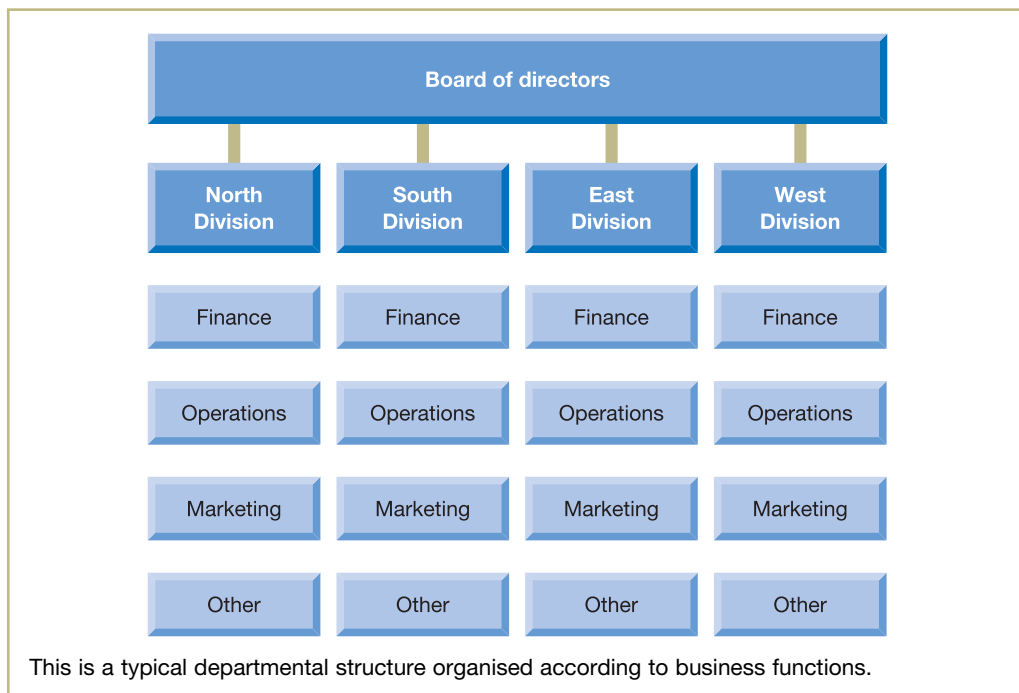 Board of directors
North
Division
South
Division
East
Division
West
Division
Finance
Finance
Finance
Finance
Operations
Operations
Operations
Operations
Marketing
Marketing
Marketing
Marketing
Other
Other
Other
Other
This is a typical departmental structure organised according to business functions.